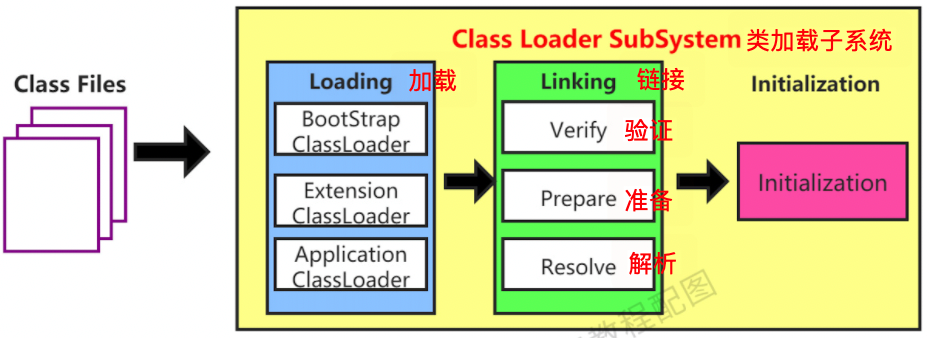 Class Loader SubSystem 类加载子系统
Class Files
Loading 加载
BootStrap
ClassLoader
Extension
ClassLoader
Application
ClassLoader
Linking 链接
Verify 验证
Prepare 准备
Resolve 解析
Initialization
Initialization
教程配图